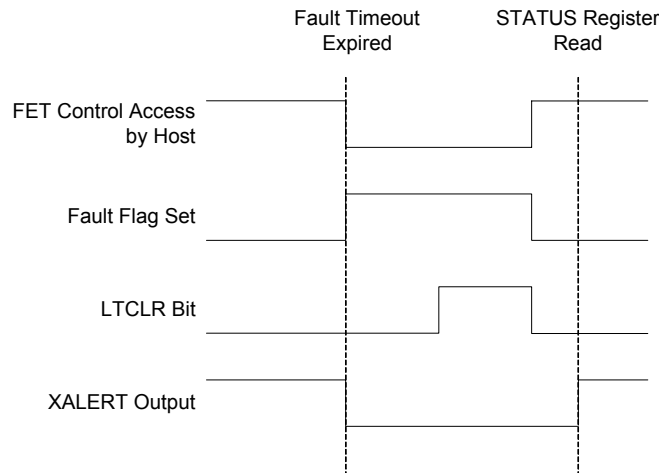 Fault Timeout
Expired
STATUS Register
Read
FET Control Access
by Host
Fault Flag Set
LTCLR Bit
XALERT Output